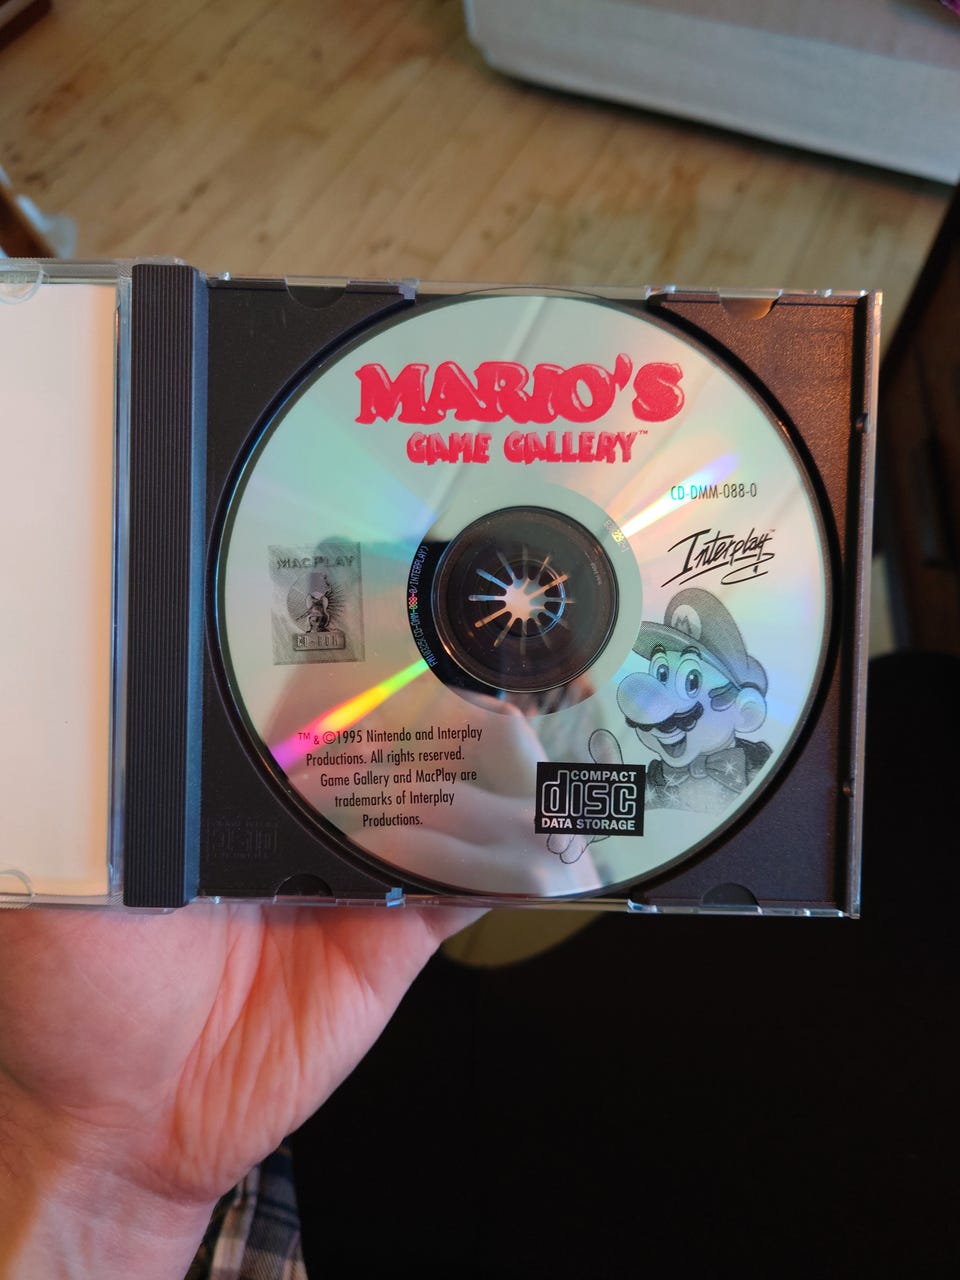 MARIO'S
GAME GALLERY™
CD-DMM-088-0
Interplay™
MACPLAY
CD-ROM
M
™ & ©1995 Nintendo and Interplay
Productions. All rights reserved.
Game Gallery and MacPlay are
trademarks of Interplay
Productions.
COMPACT
disc
DATA STORAGE